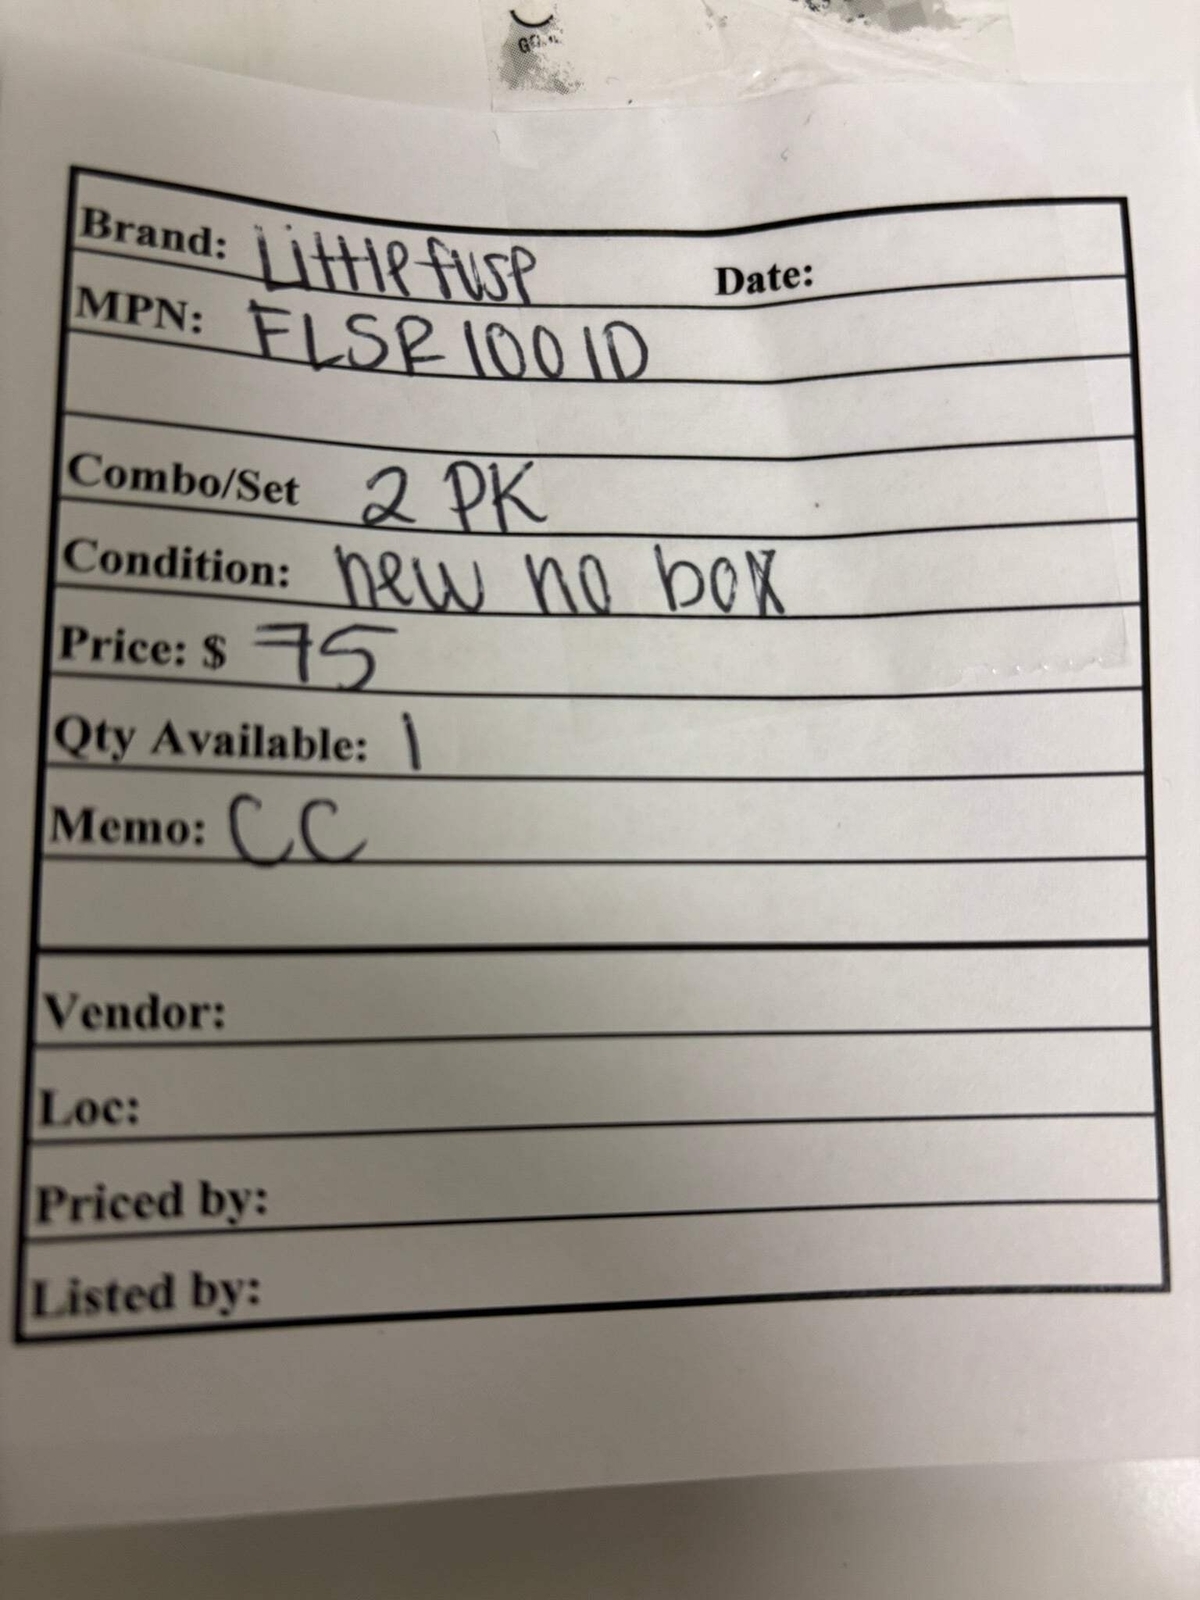 Brand: Littlefuse Date:
MPN: FLSR100ID
Combo/Set 2 PK
Condition: new no box
Price: $ 75
Qty Available: 1
Memo: CC
Vendor:
Loc:
Priced by:
Listed by: